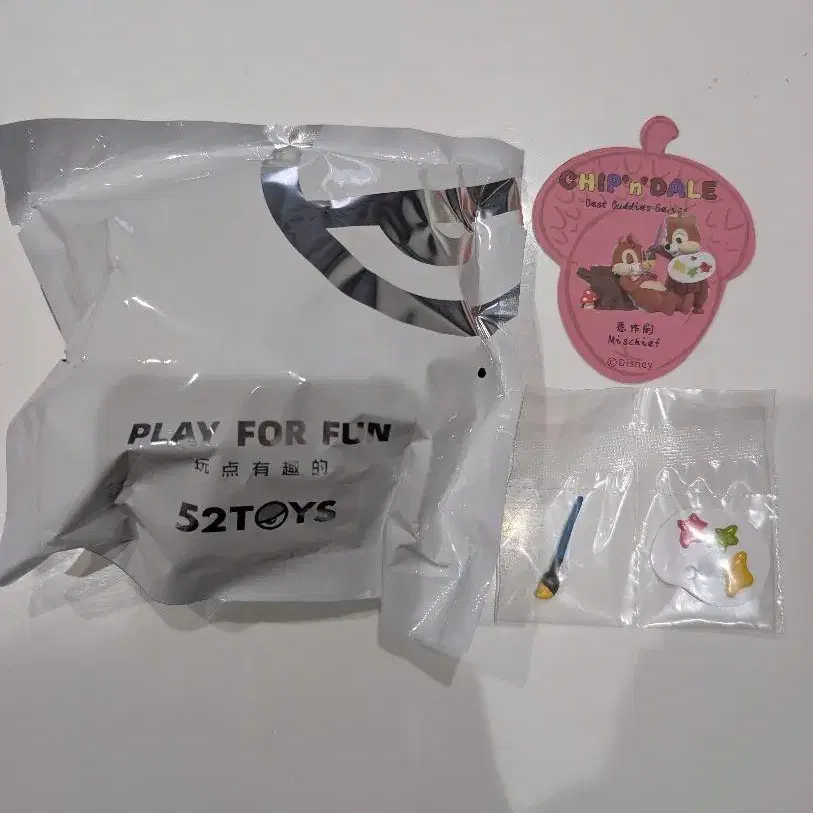 PLAY FOR FUN
玩点有趣的
52TOYS
CHIP'n'DALE
Best Buddies Series
恶作剧
Mischief
©Disney